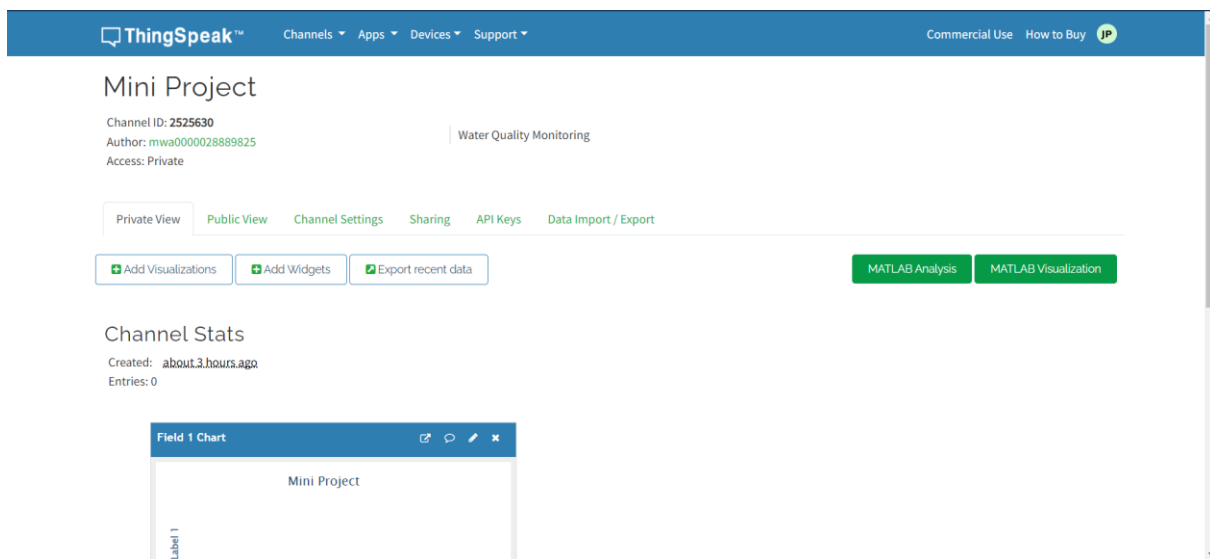 ThingSpeak™ Channels Apps Devices Support Commercial Use How to Buy JP
Mini Project
Channel ID: 2525630
Author: mwa0000028889825
Access: Private
Water Quality Monitoring
Private View Public View Channel Settings Sharing API Keys Data Import / Export
Add Visualizations Add Widgets Export recent data MATLAB Analysis MATLAB Visualization
Channel Stats
Created: about 3 hours ago
Entries: 0
Field 1 Chart
Mini Project
Label 1